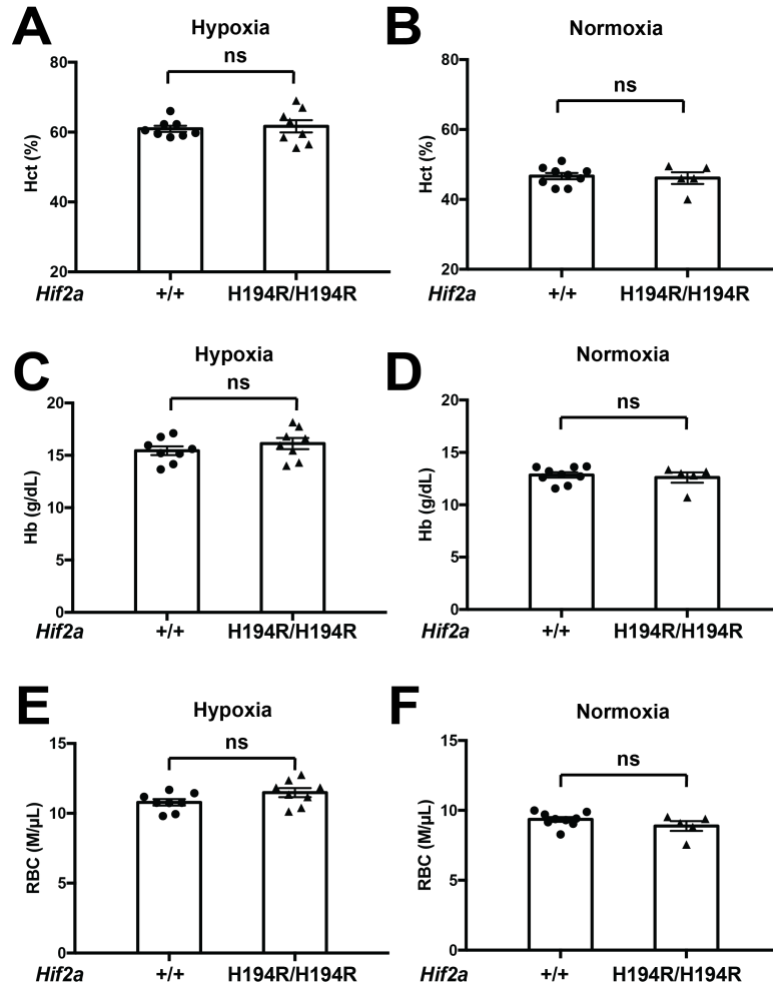 A
Hypoxia
ns
Hct (%)
80
60
40
20
Hif2a +/+ H194R/H194R
B
Normoxia
ns
Hct (%)
80
60
40
20
Hif2a +/+ H194R/H194R
C
Hypoxia
ns
Hb (g/dL)
20
15
10
5
0
Hif2a +/+ H194R/H194R
D
Normoxia
ns
Hb (g/dL)
20
15
10
5
0
Hif2a +/+ H194R/H194R
E
Hypoxia
ns
RBC (M/μL)
15
10
5
0
Hif2a +/+ H194R/H194R
F
Normoxia
ns
RBC (M/μL)
15
10
5
0
Hif2a +/+ H194R/H194R